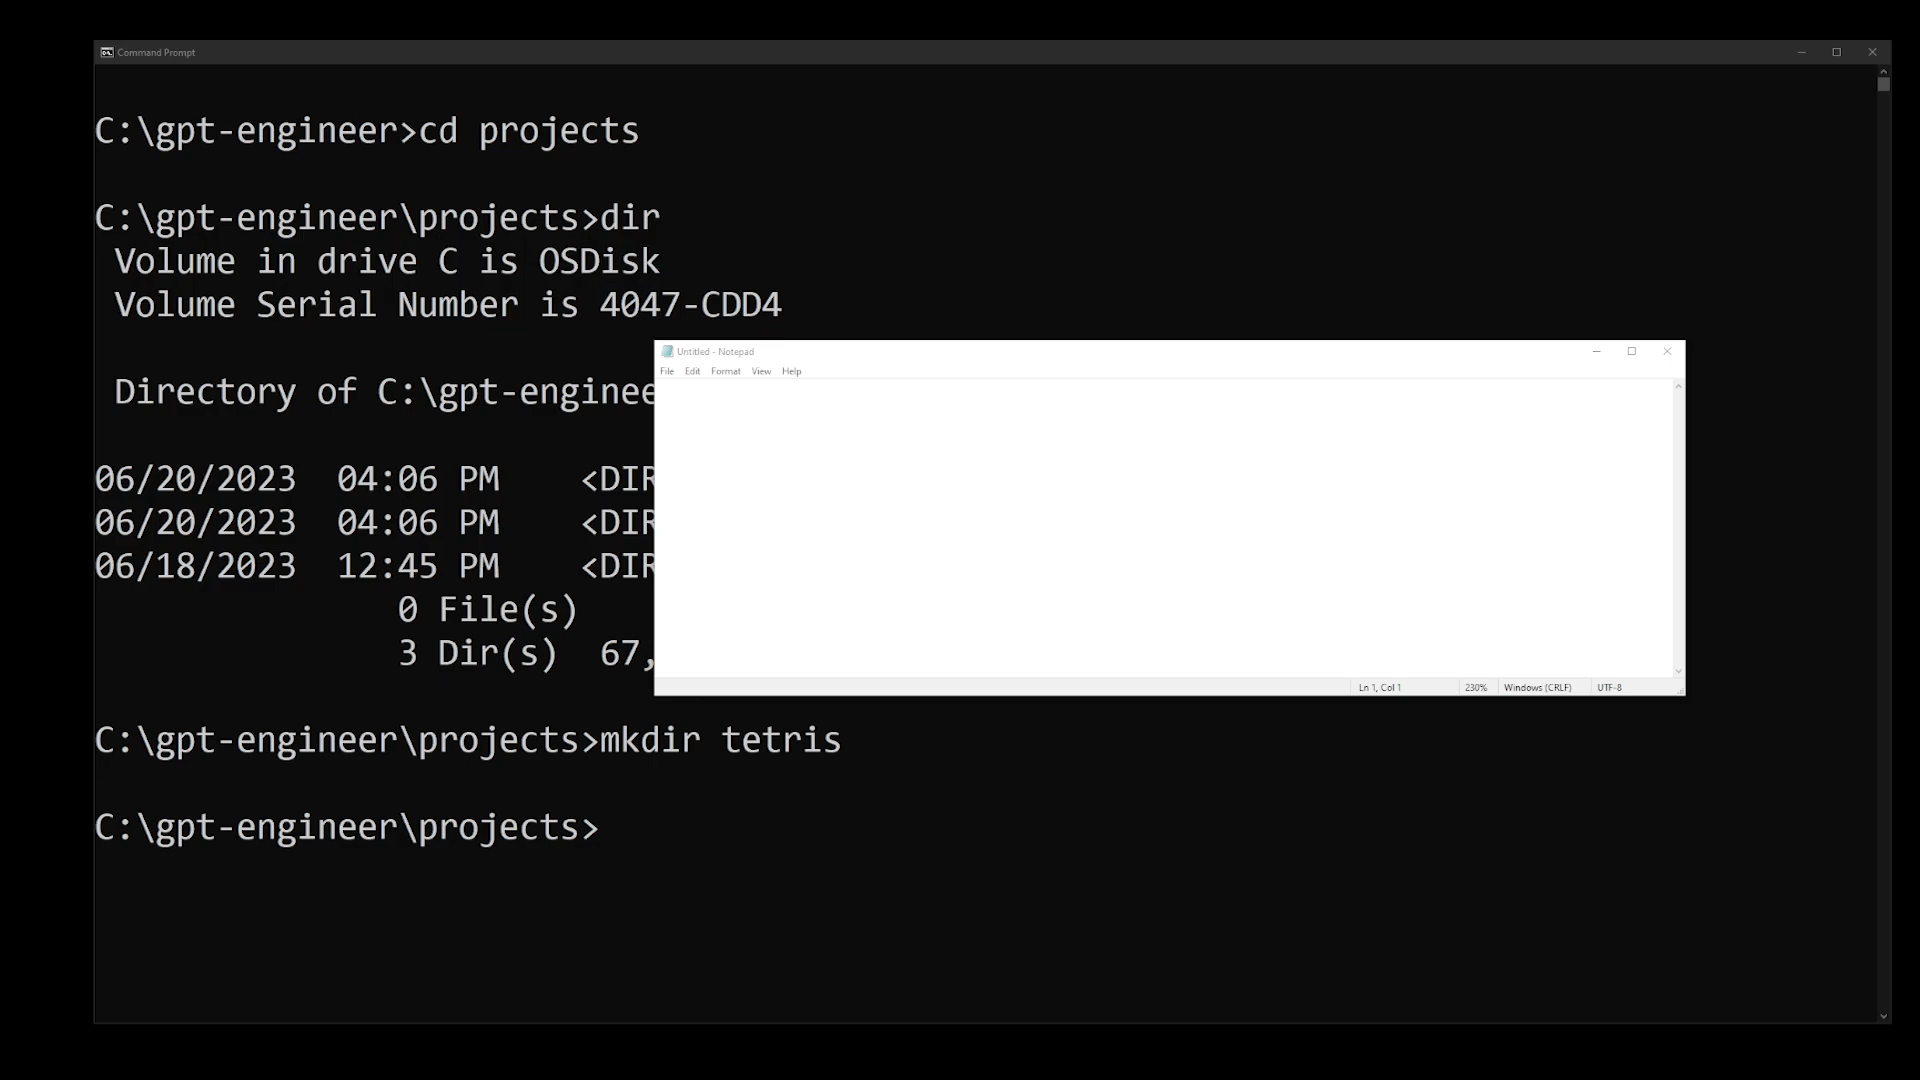 Command Prompt
C:\gpt-engineer>cd projects
C:\gpt-engineer\projects>dir
Volume in drive C is OSDisk
Volume Serial Number is 4047-CDD4
Directory of C:\gpt-enginee
06/20/2023  04:06 PM    <DIR
06/20/2023  04:06 PM    <DIR
06/18/2023  12:45 PM    <DIR
0 File(s)
3 Dir(s)  67,
Untitled - Notepad
File Edit Format View Help
Ln 1, Col 1 230% Windows (CRLF) UTF-8
C:\gpt-engineer\projects>mkdir tetris
C:\gpt-engineer\projects>